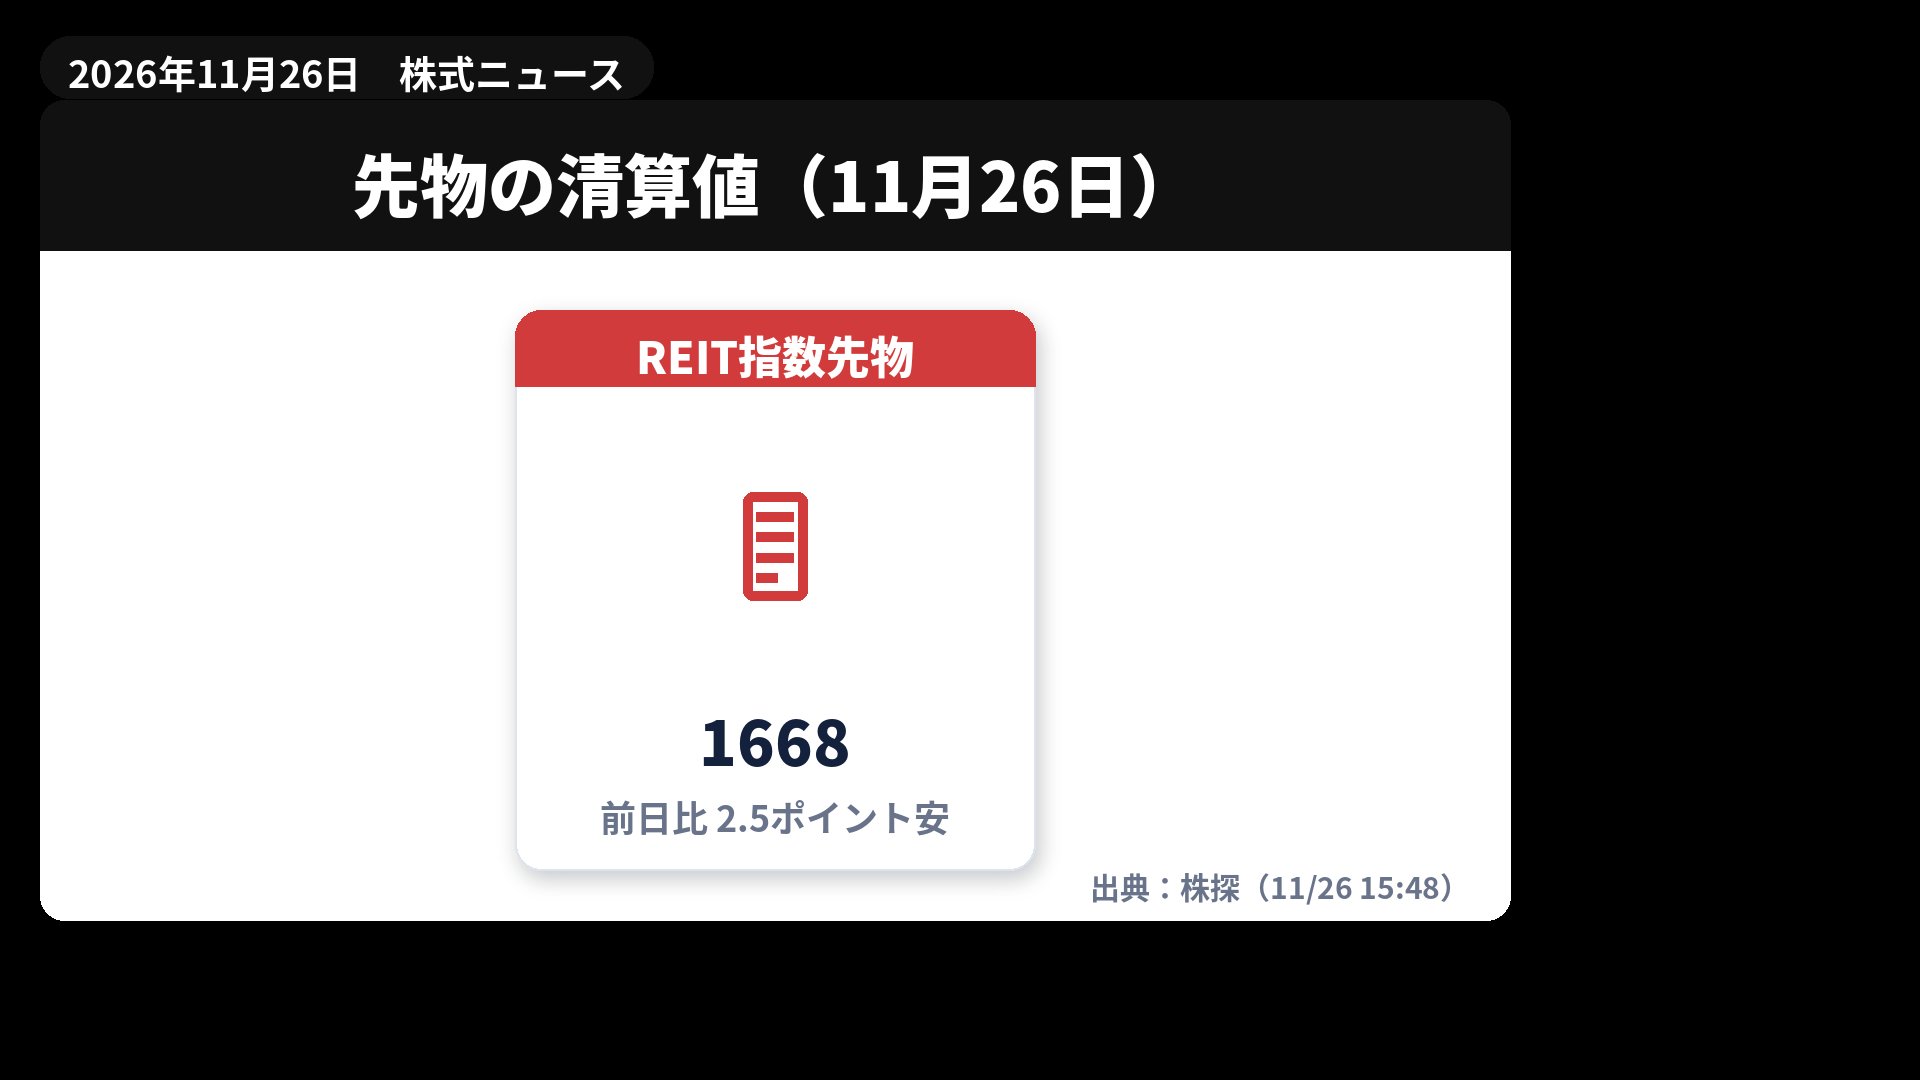 2026年11月26日　株式ニュース
先物の清算値（11月26日）
REIT指数先物
1668
前日比 2.5ポイント安
出典：株探（11/26 15:48）